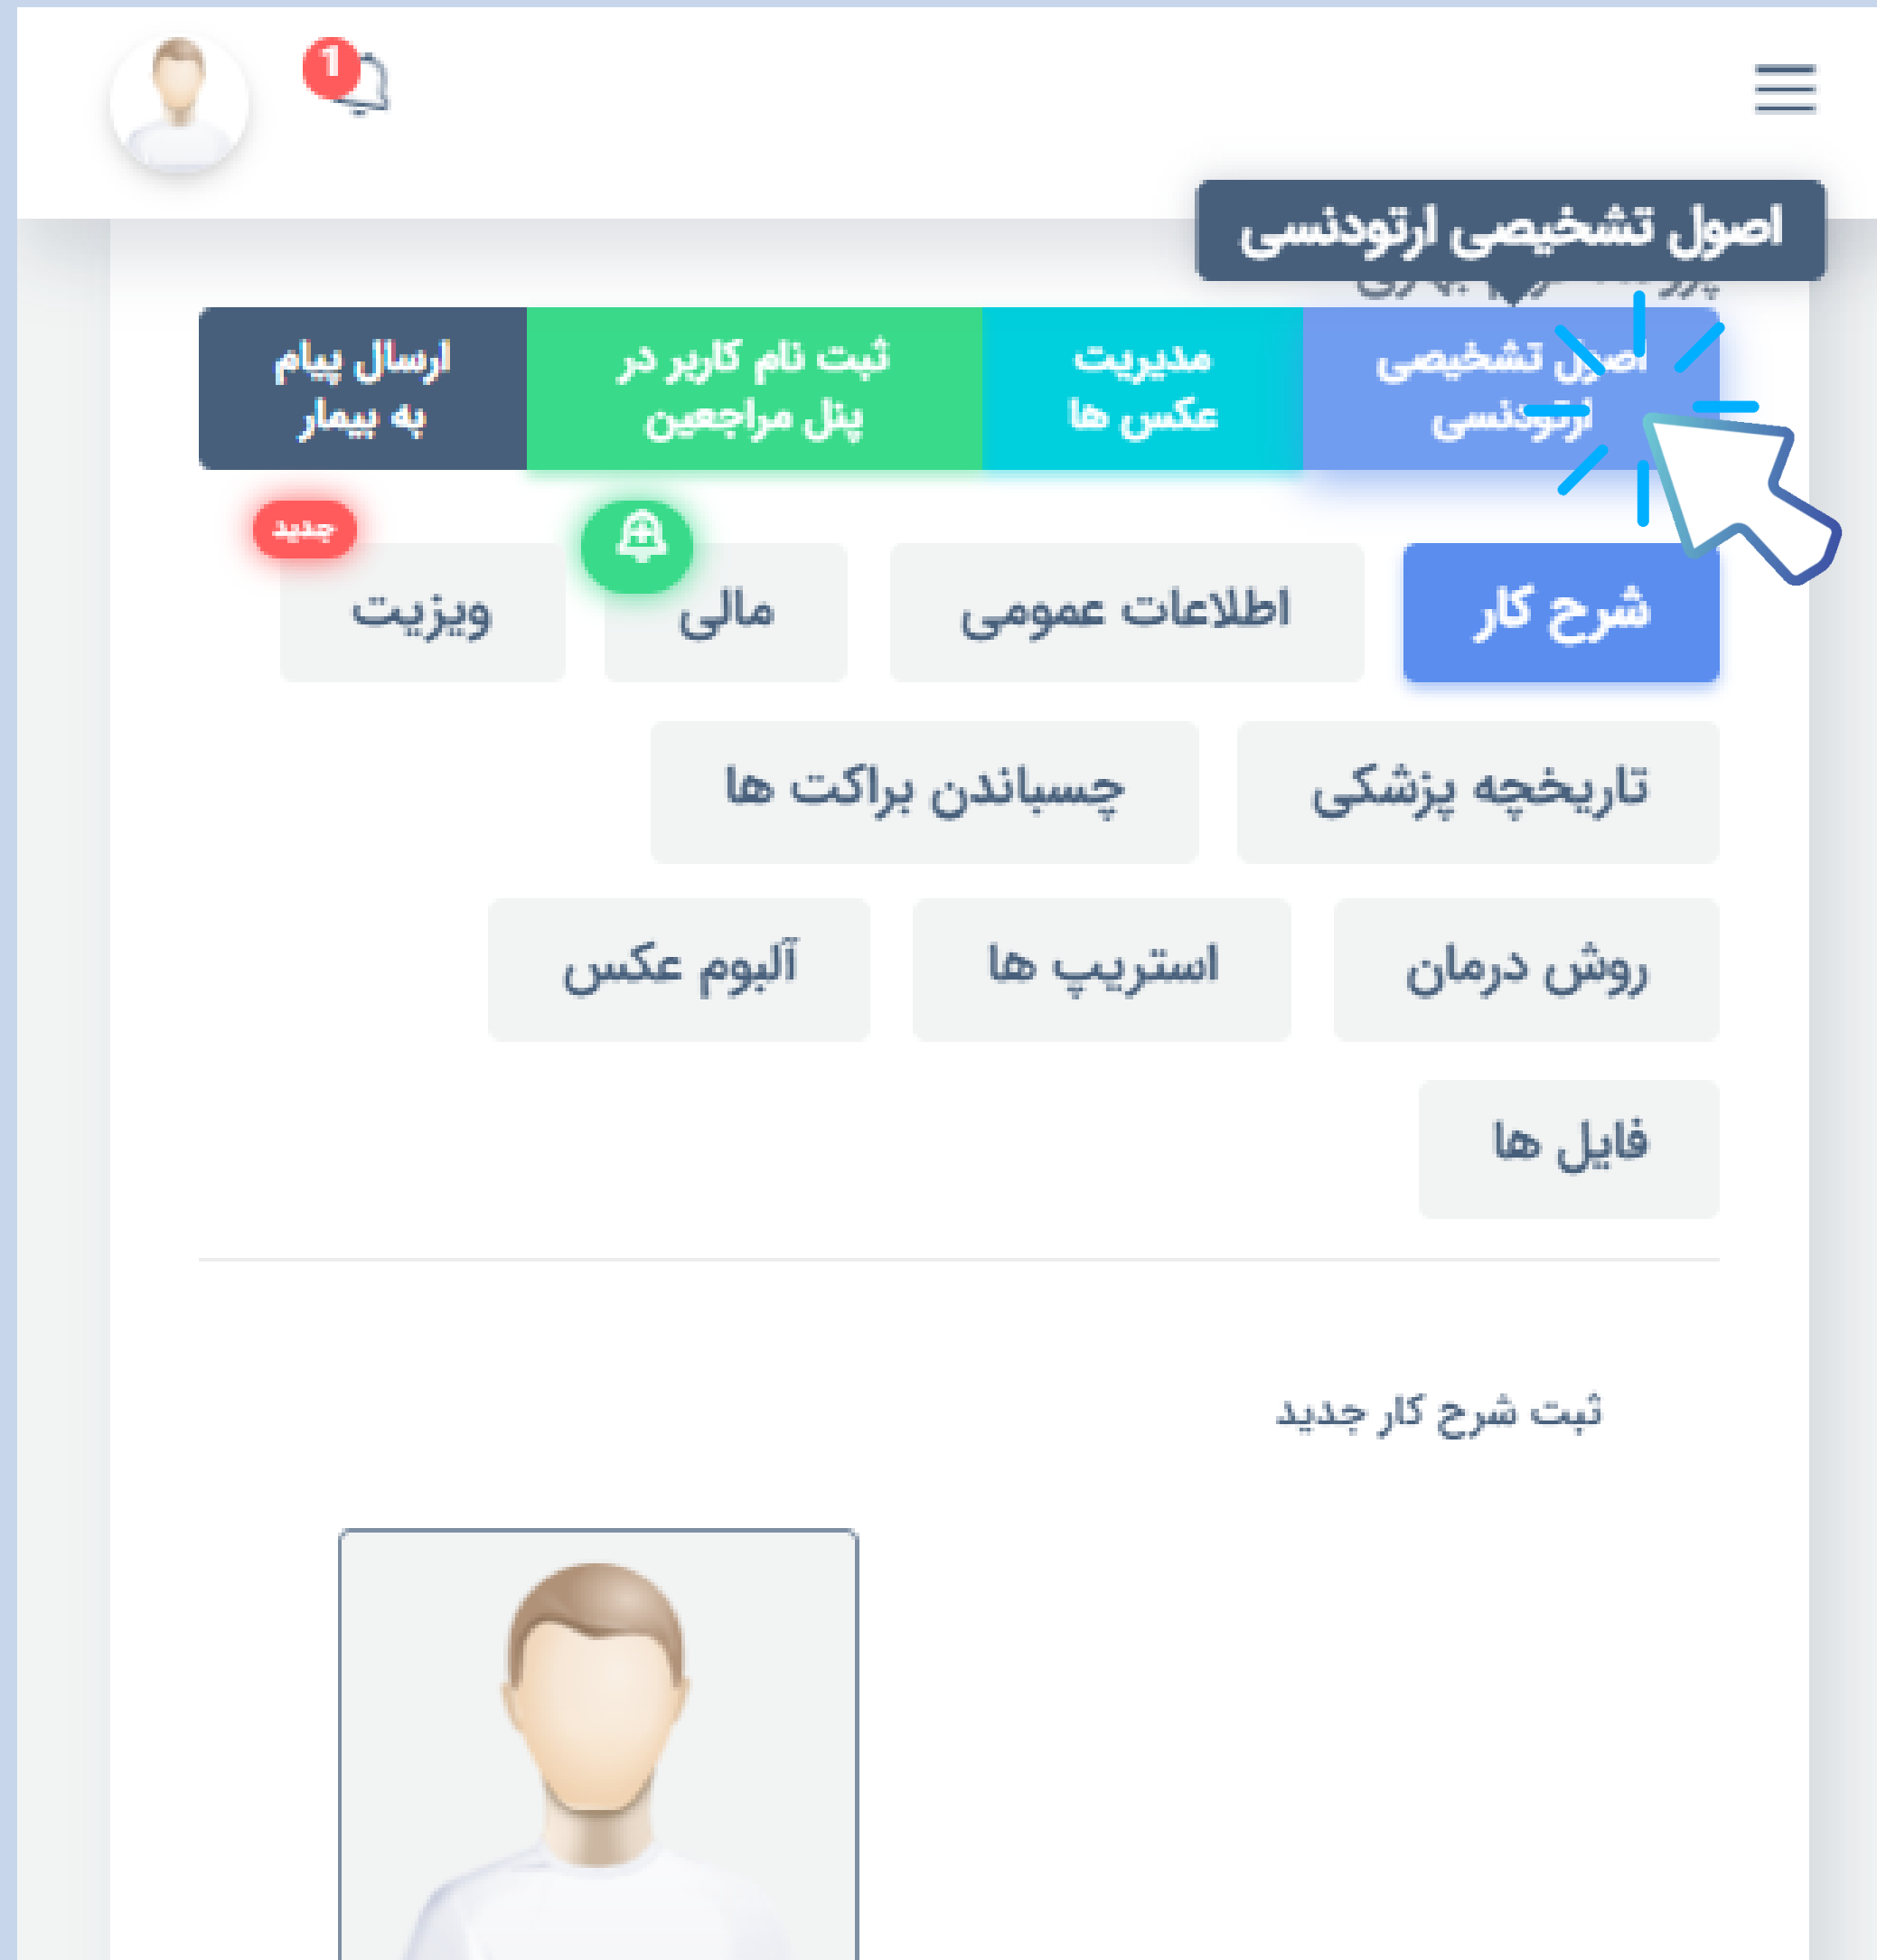 1
اصول تشخیصی ارتودنسی
اصول تشخیصی
ارتودنسی
مدیریت
عکس ها
ثبت نام کاربر در
پنل مراجعین
ارسال پیام
به بیمار
جدید
شرح کار
اطلاعات عمومی
مالی
ویزیت
تاریخچه پزشکی
چسباندن براکت ها
روش درمان
استریپ ها
آلبوم عکس
فایل ها
ثبت شرح کار جدید